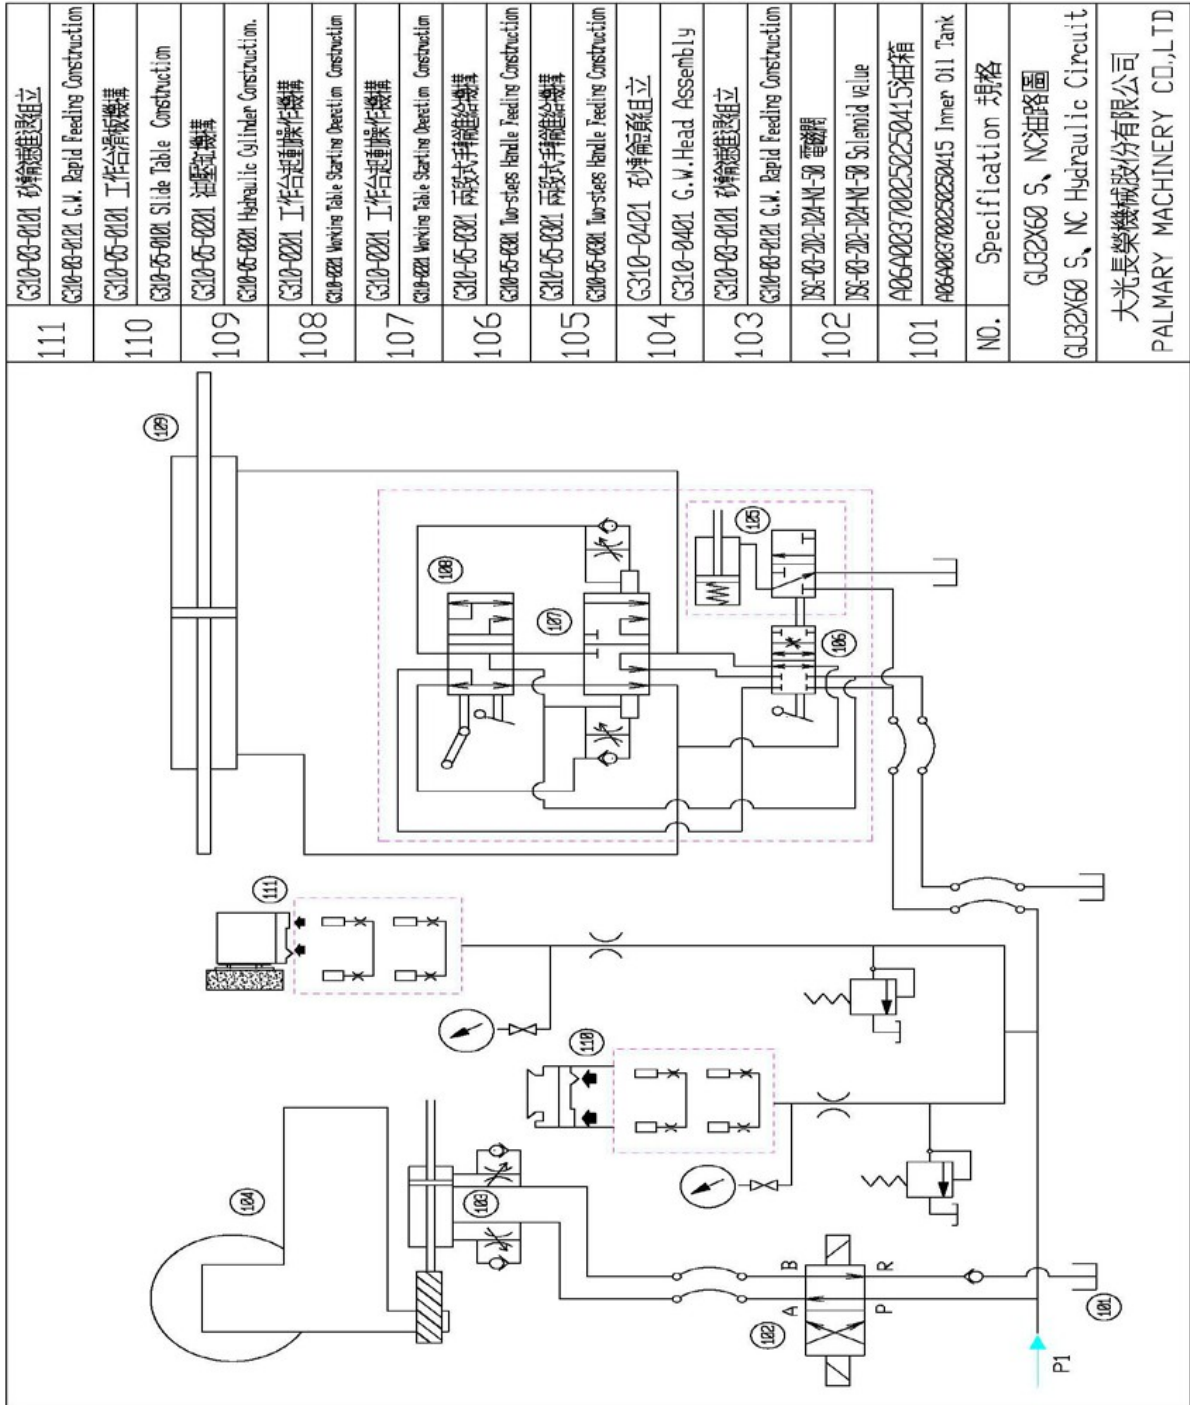 111
G310-03-0101 砂輪速進退組立
G310-03-0101 G.W. Rapid Feeding Construction
110
G310-05-0101 工作台滑板機構
G310-05-0101 Slide Table Construction
109
G310-05-0201 油壓缸機構
G310-05-0201 Hydraulic Cylinder Construction.
108
G310-0201 工作台起動操作機構
G310-0201 Working Table Starting Operation Construction
107
G310-0201 工作台起動操作機構
G310-0201 Working Table Starting Operation Construction
106
G310-05-0301 兩段式手輪進給機構
G310-05-0301 Two-steps Handle Feeding Construction
105
G310-05-0301 兩段式手輪進給機構
G310-05-0301 Two-steps Handle Feeding Construction
104
G310-0401 砂輪頭組立
G310-0401 G.W.Head Assembly
103
G310-03-0101 砂輪速進退組立
G310-03-0101 G.W. Rapid Feeding Construction
102
DSG-03-2D2-D24-N1-50 電磁閥
DSG-03-2D2-D24-N1-50 Solenoid value
101
A06A003700250250415油箱
A06A003700250250415 Inner Oil Tank
NO.
Specification 規格
GU32X60 S、NC油路圖
GU32X60 S、NC Hydraulic Circuit
大光長榮機械股份有限公司
PALMARY MACHINERY CO.,LTD
109
108
107
105
106
111
110
104
103
102
A
B
P
R
101
P1